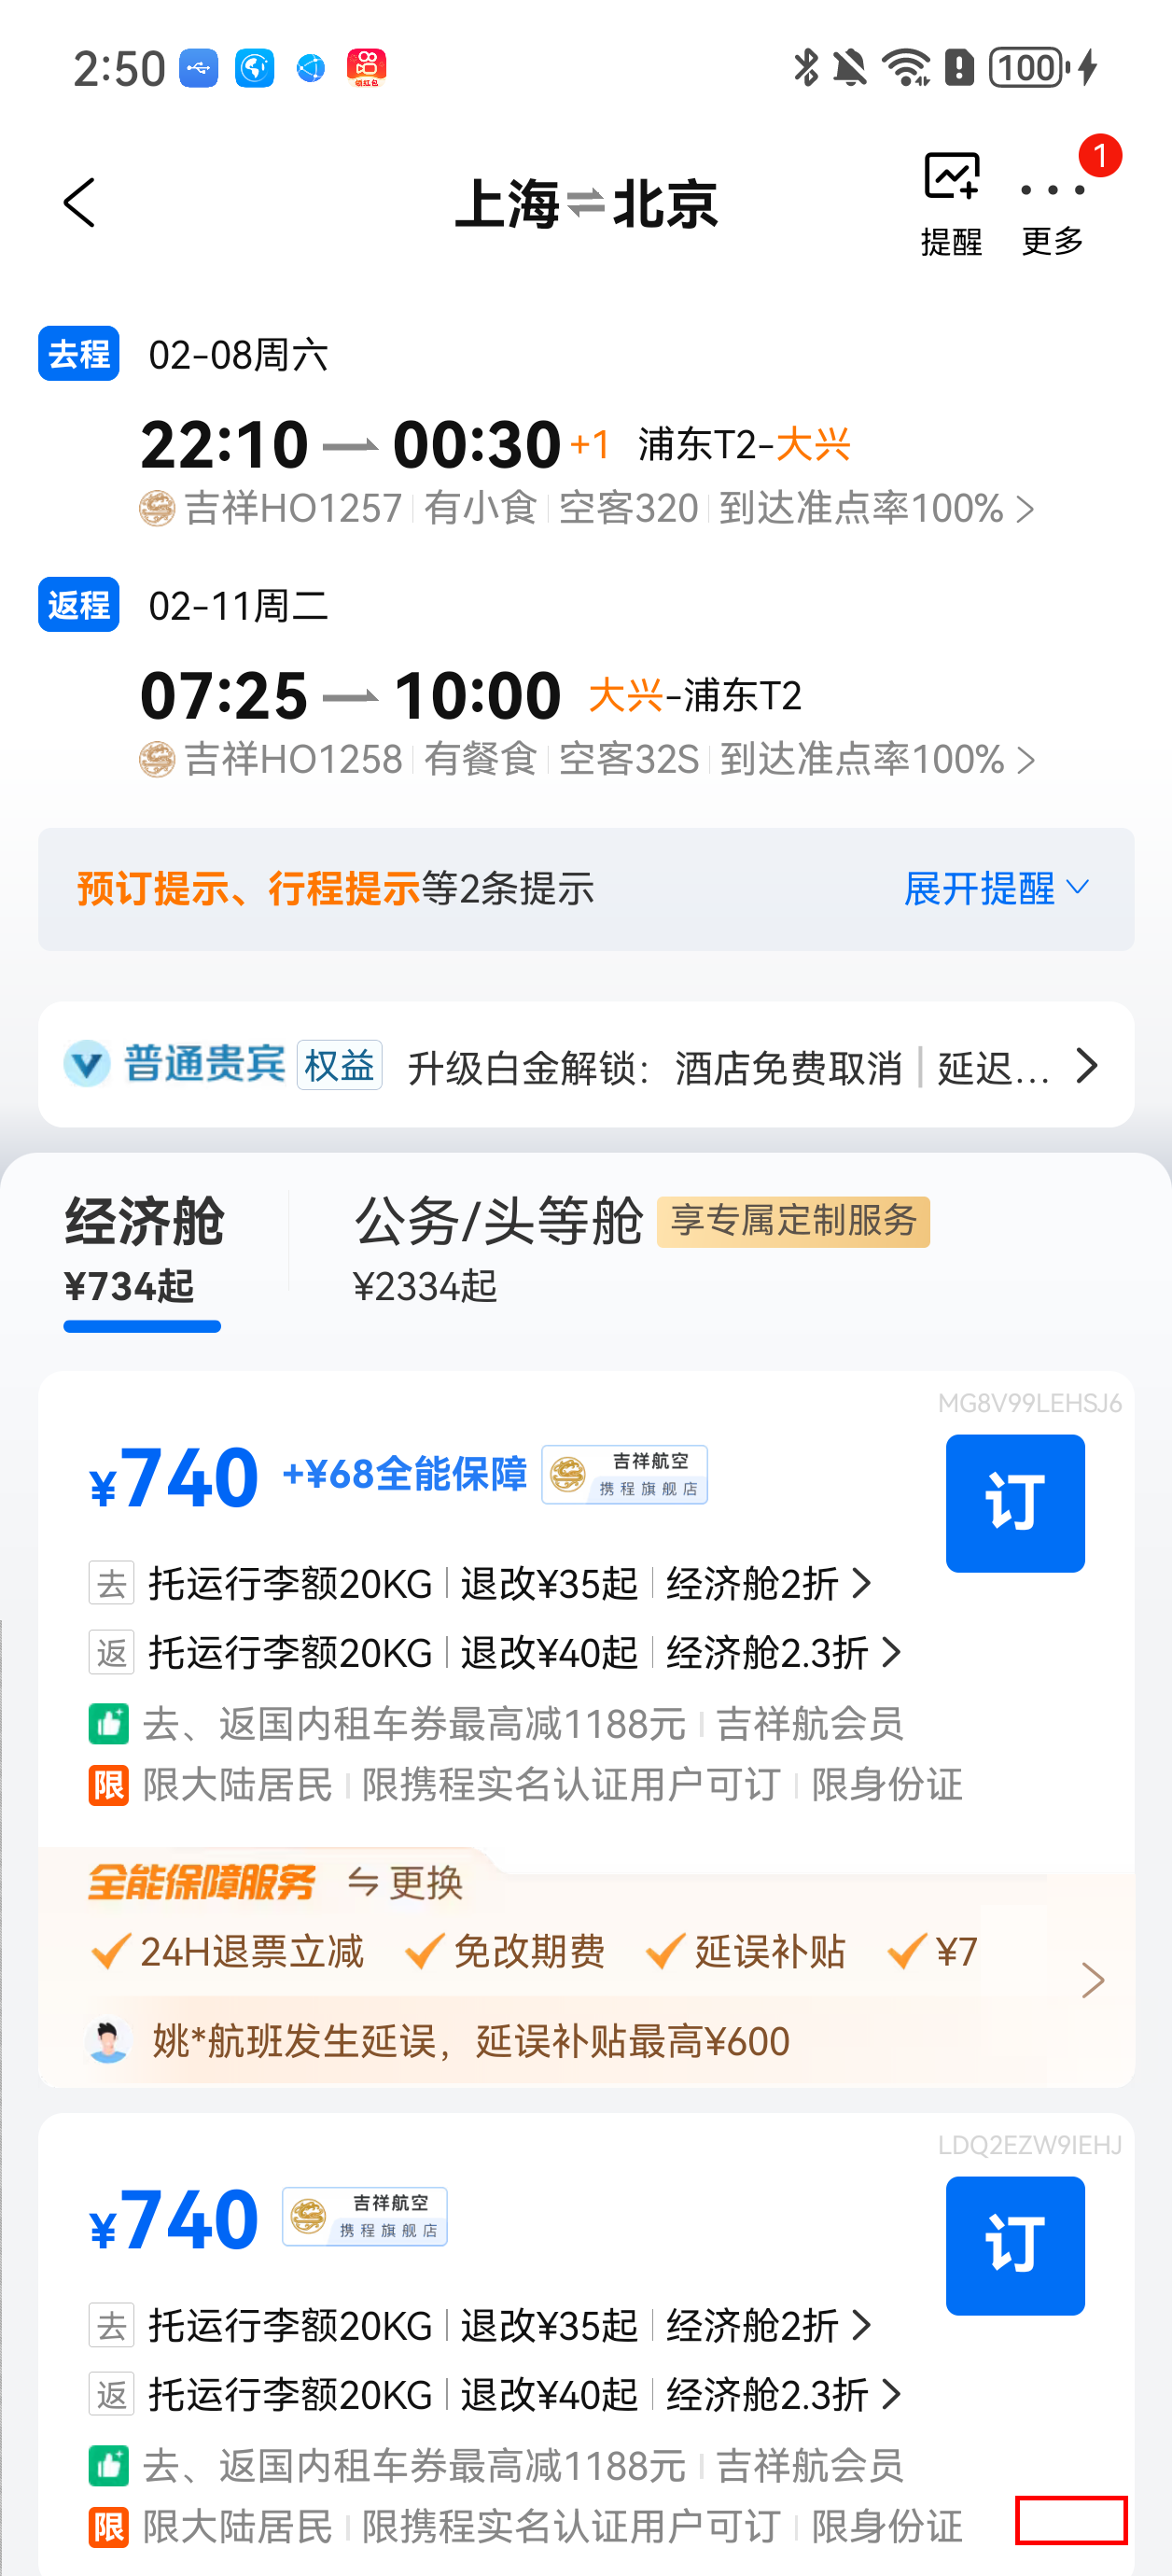 2:50
领红包
100
上海⇌北京
提醒
更多
1
去程 02-08周六
22:10 00:30 +1 浦东T2-大兴
吉祥HO1257 有小食 空客320 到达准点率100%
返程 02-11周二
07:25 10:00 大兴-浦东T2
吉祥HO1258 有餐食 空客32S 到达准点率100%
预订提示、行程提示等2条提示 展开提醒
普通贵宾 权益 升级白金解锁：酒店免费取消 | 延迟...
经济舱 公务/头等舱 享专属定制服务
¥734起 ¥2334起
MG8V99LEHSJ6
¥740 +¥68全能保障 吉祥航空 携程旗舰店 订
去 托运行李额20KG 退改¥35起 经济舱2折
返 托运行李额20KG 退改¥40起 经济舱2.3折
去、返国内租车券最高减1188元 吉祥航会员
限 限大陆居民 限携程实名认证用户可订 限身份证
全能保障服务 更换
24H退票立减 免改期费 延误补贴 ¥7
姚*航班发生延误，延误补贴最高¥600
LDQ2EZW9IEHJ
¥740 吉祥航空 携程旗舰店 订
去 托运行李额20KG 退改¥35起 经济舱2折
返 托运行李额20KG 退改¥40起 经济舱2.3折
去、返国内租车券最高减1188元 吉祥航会员
限 限大陆居民 限携程实名认证用户可订 限身份证